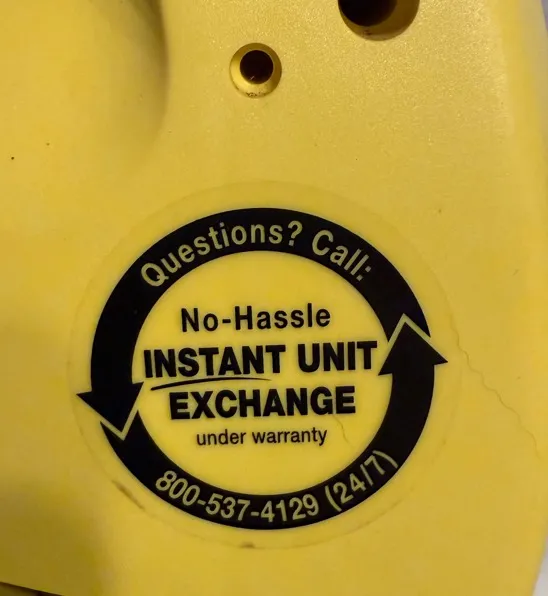 Questions? Call:
No-Hassle
INSTANT UNIT
EXCHANGE
under warranty
800-537-4129 (24/7)